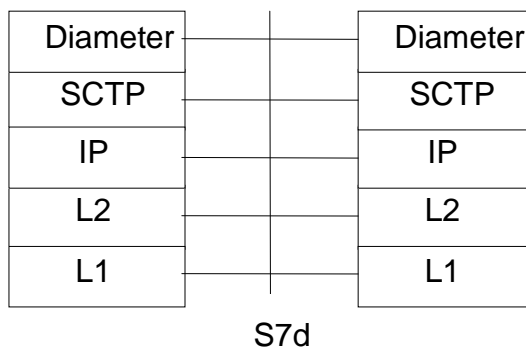 Diameter Diameter
SCTP SCTP
IP IP
L2 L2
L1 L1
S7d